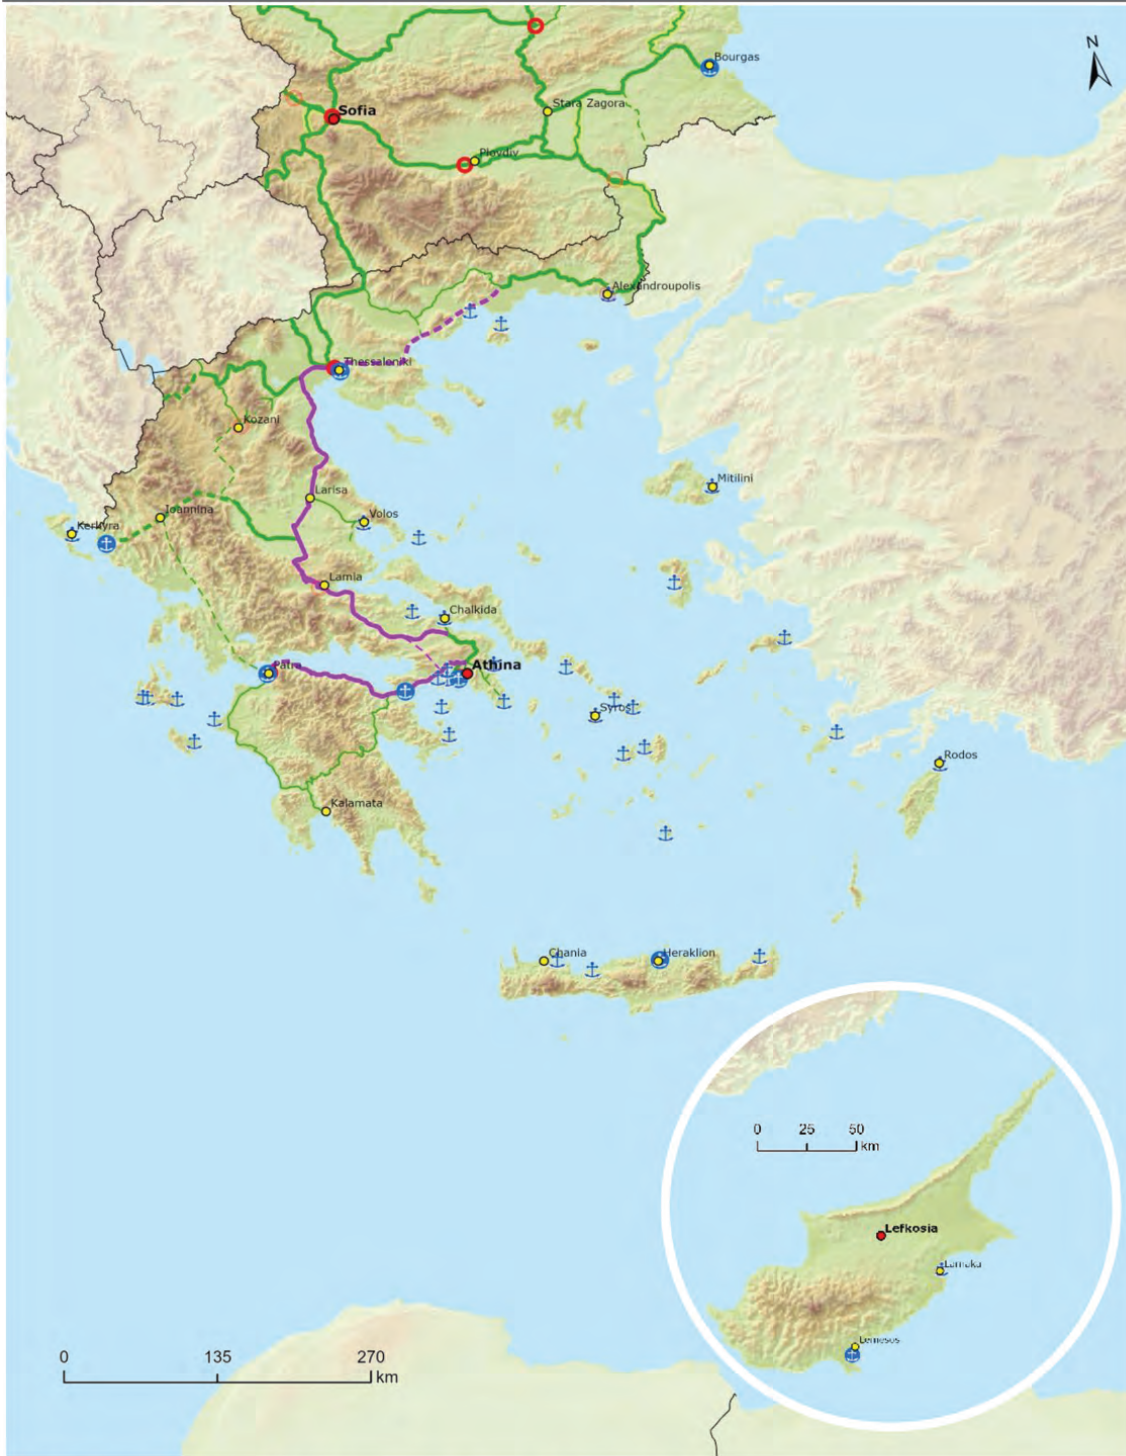 N
Bourgas
Stara Zagora
Sofia
Plovdiv
Alexandroupolis
Thessaloniki
Kozani
Mitilini
Larisa
Ioannina
Volos
Kerkyra
Lamia
Chalkida
Patra
Athina
Syros
Rodos
Kalamata
Chania
Heraklion
0 25 50
km
Lefkosia
Larnaka
Lemesos
0 135 270
km